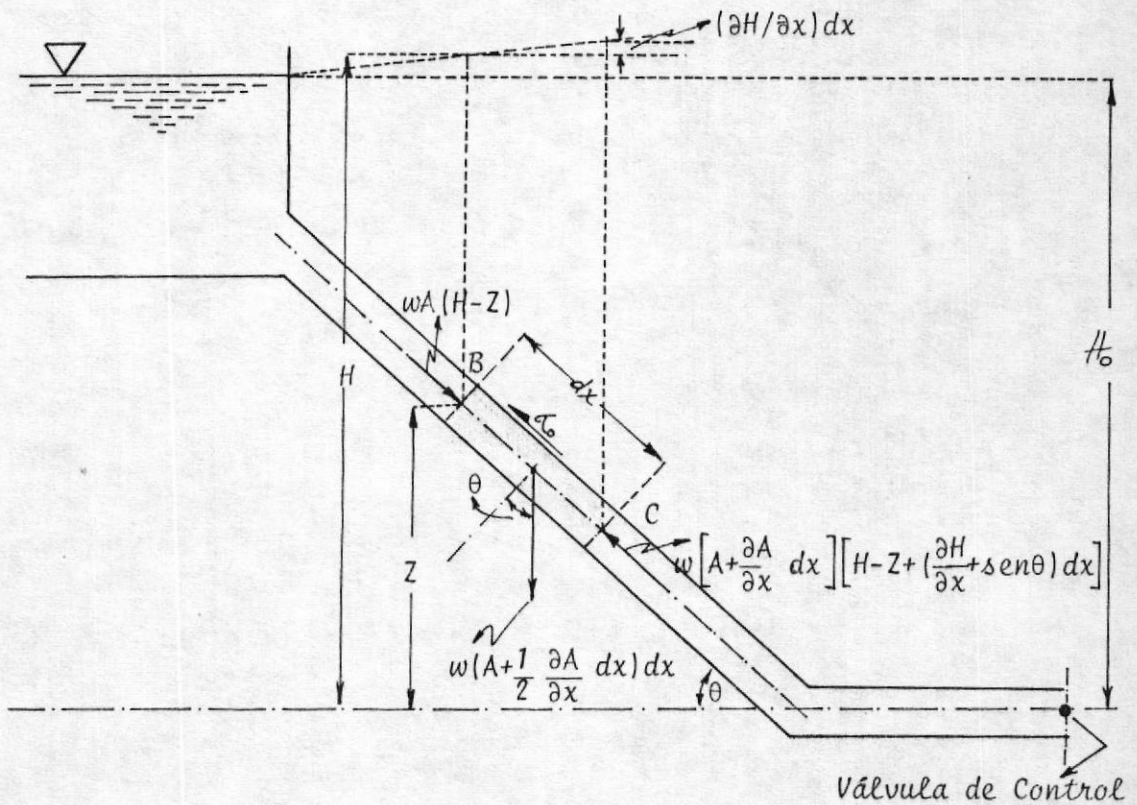 (∂H/∂x)dx
wA(H-Z)
H
B
dx
H₀
τ₀
θ
C
Z
w[A+∂A/∂x dx][H-Z+(∂H/∂x+senθ)dx]
w(A+1/2 ∂A/∂x dx)dx
θ
Válvula de Control